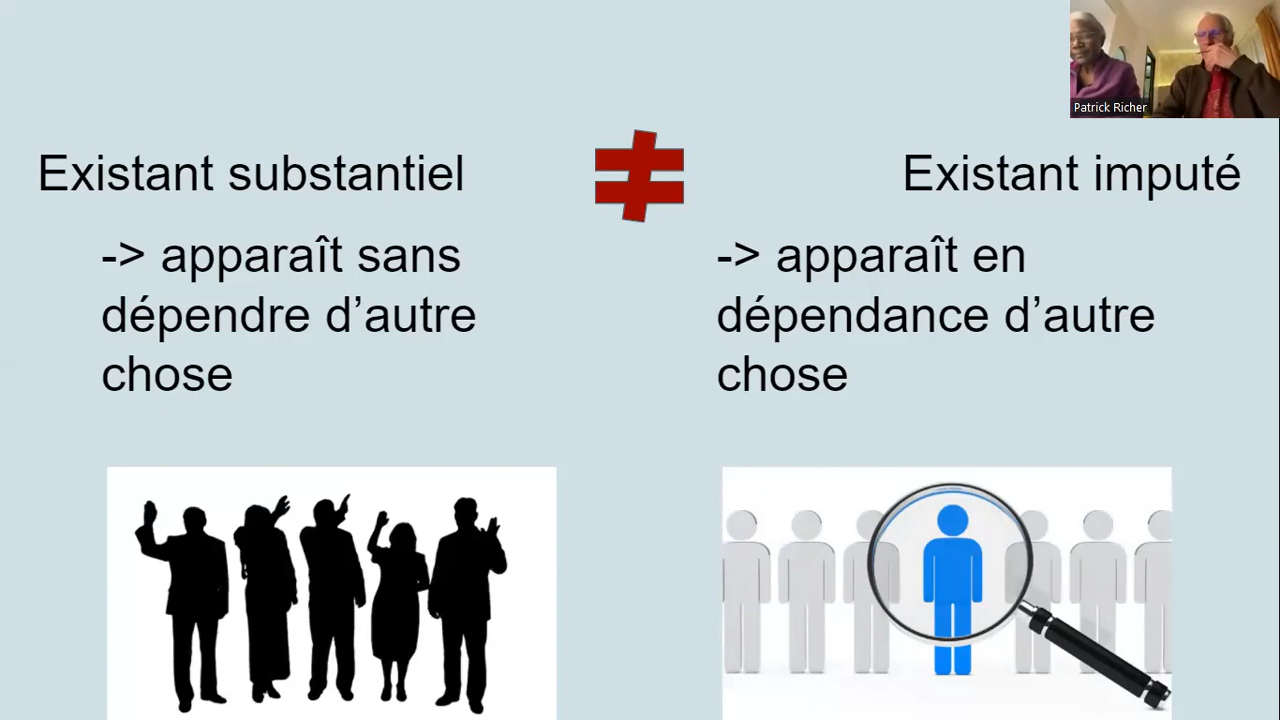 Patrick Richer
Existant substantiel
≠
Existant imputé
-> apparaît sans
dépendre d’autre
chose
-> apparaît en
dépendance d’autre
chose